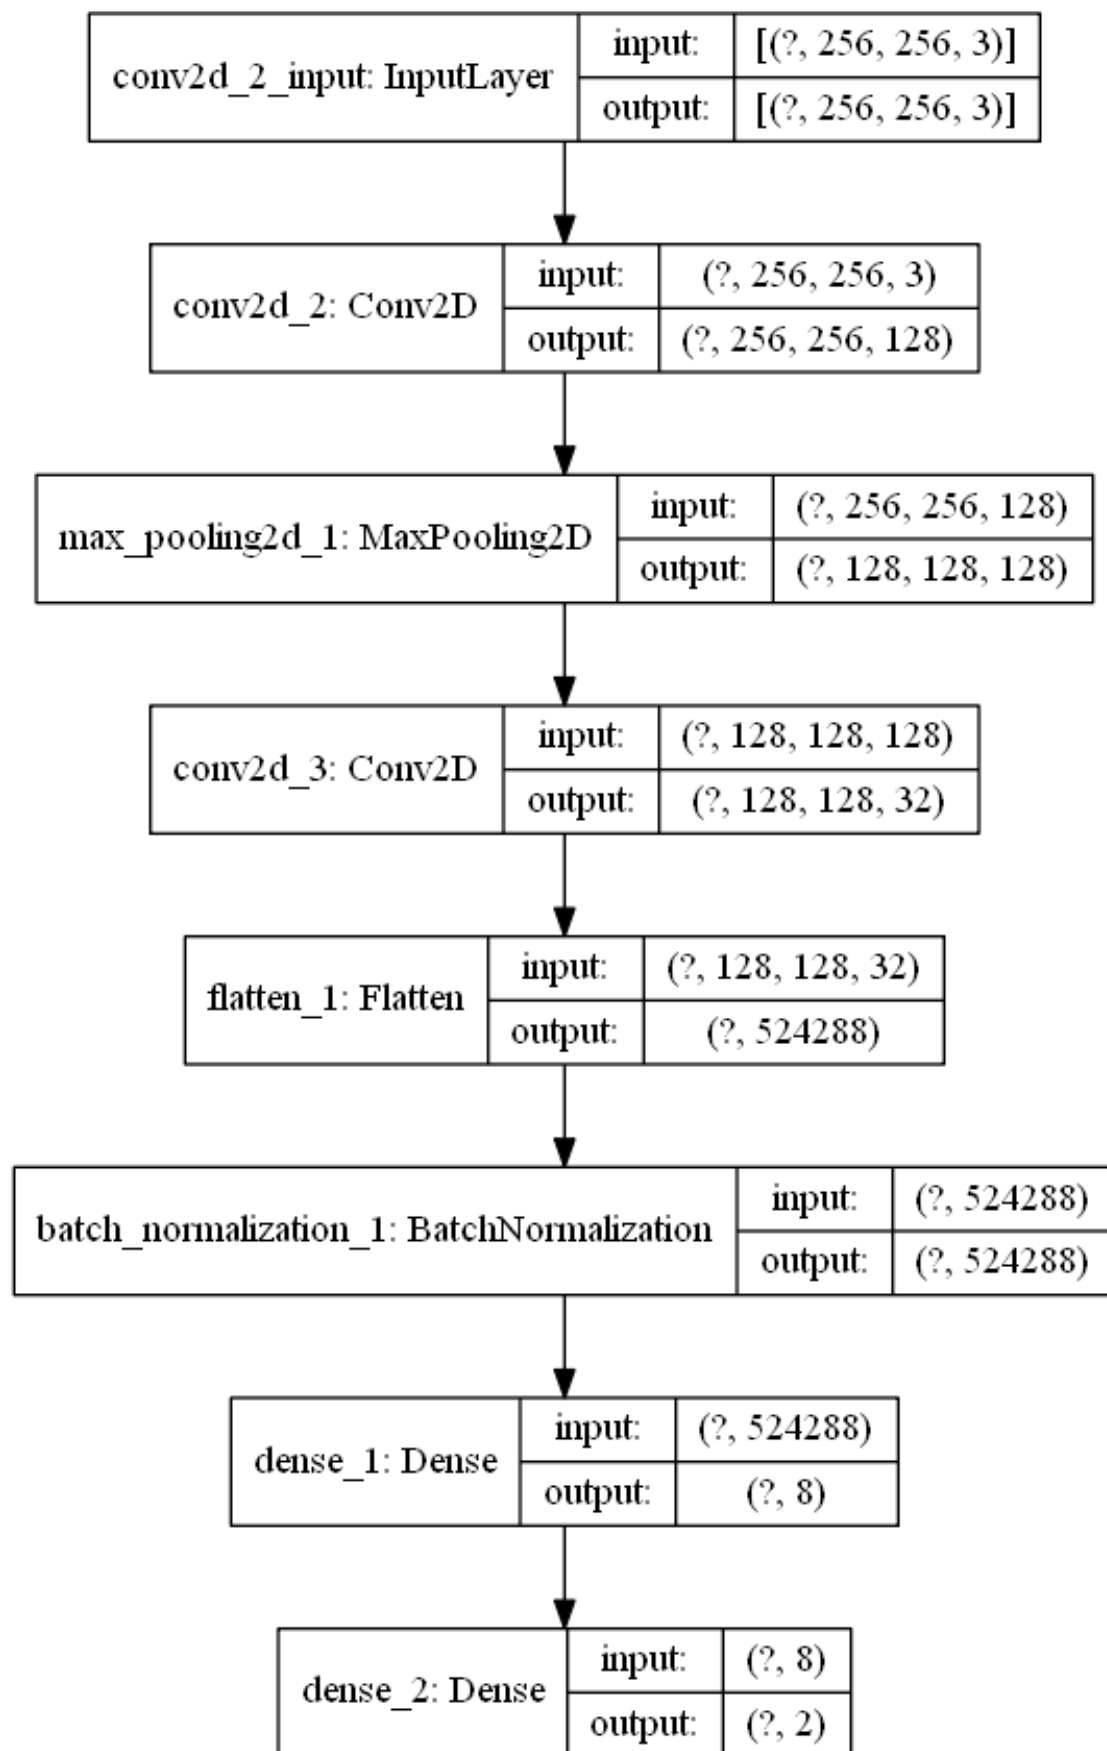 conv2d_2_input: InputLayer
input: [(?, 256, 256, 3)]
output: [(?, 256, 256, 3)]
conv2d_2: Conv2D
input: (?, 256, 256, 3)
output: (?, 256, 256, 128)
max_pooling2d_1: MaxPooling2D
input: (?, 256, 256, 128)
output: (?, 128, 128, 128)
conv2d_3: Conv2D
input: (?, 128, 128, 128)
output: (?, 128, 128, 32)
flatten_1: Flatten
input: (?, 128, 128, 32)
output: (?, 524288)
batch_normalization_1: BatchNormalization
input: (?, 524288)
output: (?, 524288)
dense_1: Dense
input: (?, 524288)
output: (?, 8)
dense_2: Dense
input: (?, 8)
output: (?, 2)